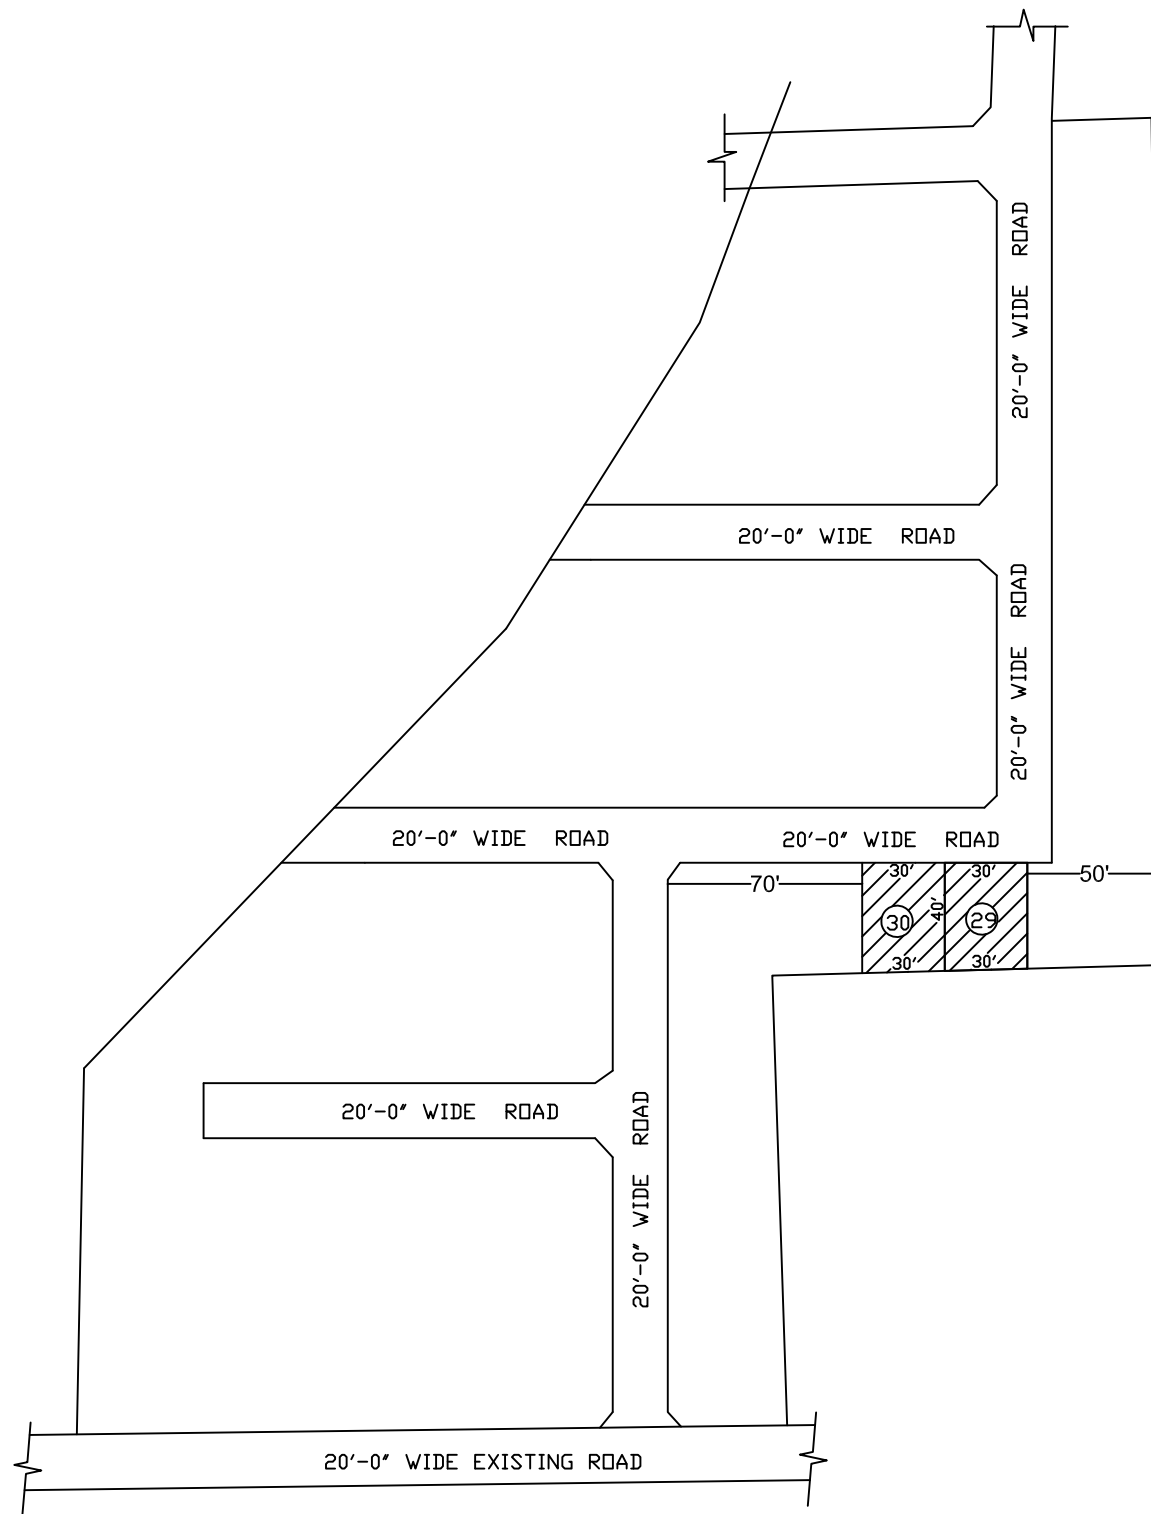 20'-0" WIDE ROAD
20'-0" WIDE ROAD
20'-0" WIDE ROAD
20'-0" WIDE ROAD
20'-0" WIDE ROAD
70'
30'
30'
50'
30
40'
29
30'
30'
20'-0" WIDE ROAD
20'-0" WIDE ROAD
20'-0" WIDE EXISTING ROAD